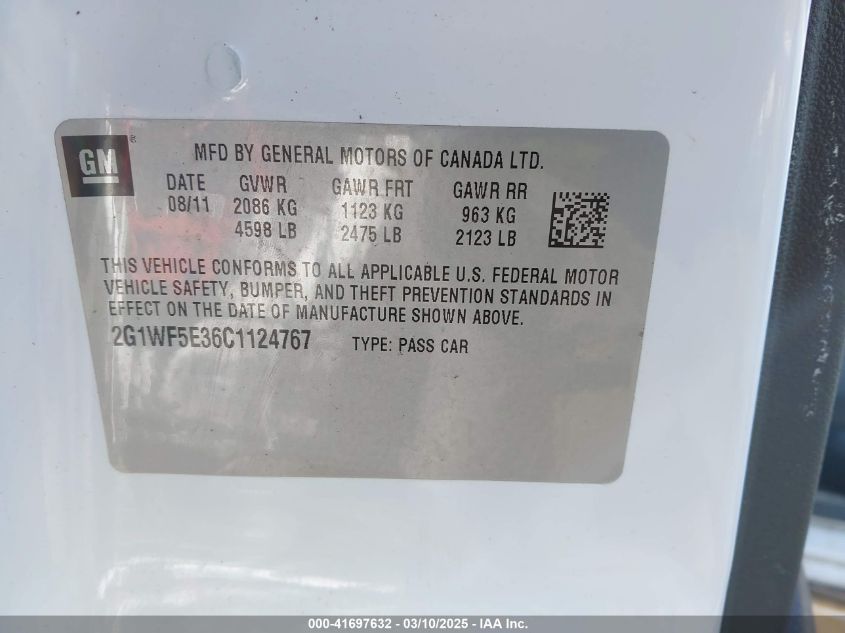 GM ®
MFD BY GENERAL MOTORS OF CANADA LTD.
DATE GVWR GAWR FRT GAWR RR
08/11 2086 KG 1123 KG 963 KG
4598 LB 2475 LB 2123 LB
THIS VEHICLE CONFORMS TO ALL APPLICABLE U.S. FEDERAL MOTOR
VEHICLE SAFETY, BUMPER, AND THEFT PREVENTION STANDARDS IN
EFFECT ON THE DATE OF MANUFACTURE SHOWN ABOVE.
2G1WF5E36C1124767 TYPE: PASS CAR
000-41697632 / 03/10/2025 - IAA Inc.